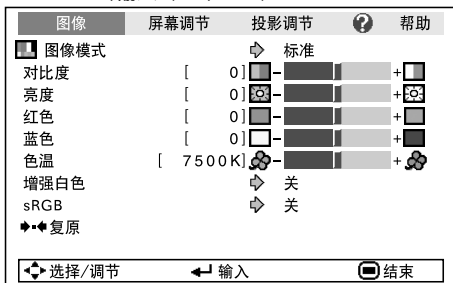 图像 屏幕调节 投影调节 ? 帮助
图像模式 标准
对比度 [ 0] - +
亮度 [ 0] - +
红色 [ 0] - +
蓝色 [ 0] - +
色温 [ 7500K] - +
增强白色 关
sRGB 关
复原
选择/调节 输入 结束